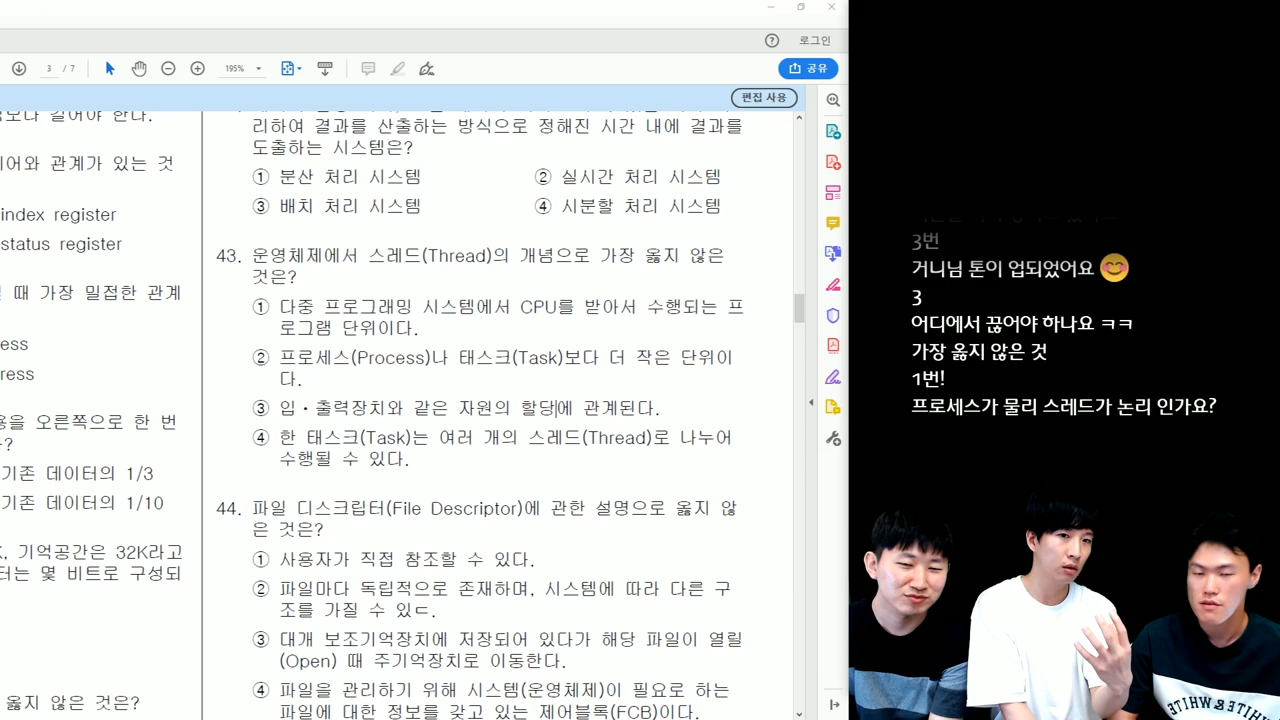 로그인
3 / 7
195%
공유
편집 사용
모다 길어야 한다.
어와 관계가 있는 것
index register
status register
일 때 가장 밀접한 관계
ess
ress
용을 오른쪽으로 한 번
?
기존 데이터의 1/3
기존 데이터의 1/10
K, 기억공간은 32K라고
터는 몇 비트로 구성되
옳지 않은 것은?
리하여 결과를 산출하는 방식으로 정해진 시간 내에 결과를
도출하는 시스템은?
① 분산 처리 시스템 ② 실시간 처리 시스템
③ 배치 처리 시스템 ④ 시분할 처리 시스템
43. 운영체제에서 스레드(Thread)의 개념으로 가장 옳지 않은
것은?
① 다중 프로그래밍 시스템에서 CPU를 받아서 수행되는 프
로그램 단위이다.
② 프로세스(Process)나 태스크(Task)보다 더 작은 단위이
다.
③ 입·출력장치와 같은 자원의 할당에 관계된다.
④ 한 태스크(Task)는 여러 개의 스레드(Thread)로 나누어
수행될 수 있다.
44. 파일 디스크립터(File Descriptor)에 관한 설명으로 옳지 않
은 것은?
① 사용자가 직접 참조할 수 있다.
② 파일마다 독립적으로 존재하며, 시스템에 따라 다른 구
조를 가질 수 있ㄷ.
③ 대개 보조기억장치에 저장되어 있다가 해당 파일이 열릴
(Open) 때 주기억장치로 이동한다.
④ 파일을 관리하기 위해 시스템(운영체제)이 필요로 하는
파일에 대한 정보를 갖고 있는 제어블록(FCB)이다.
3번
거니님 톤이 업되었어요 😊
3
어디에서 끊어야 하나요 ㅋㅋ
가장 옳지 않은 것
1번!
프로세스가 물리 스레드가 논리 인가요?